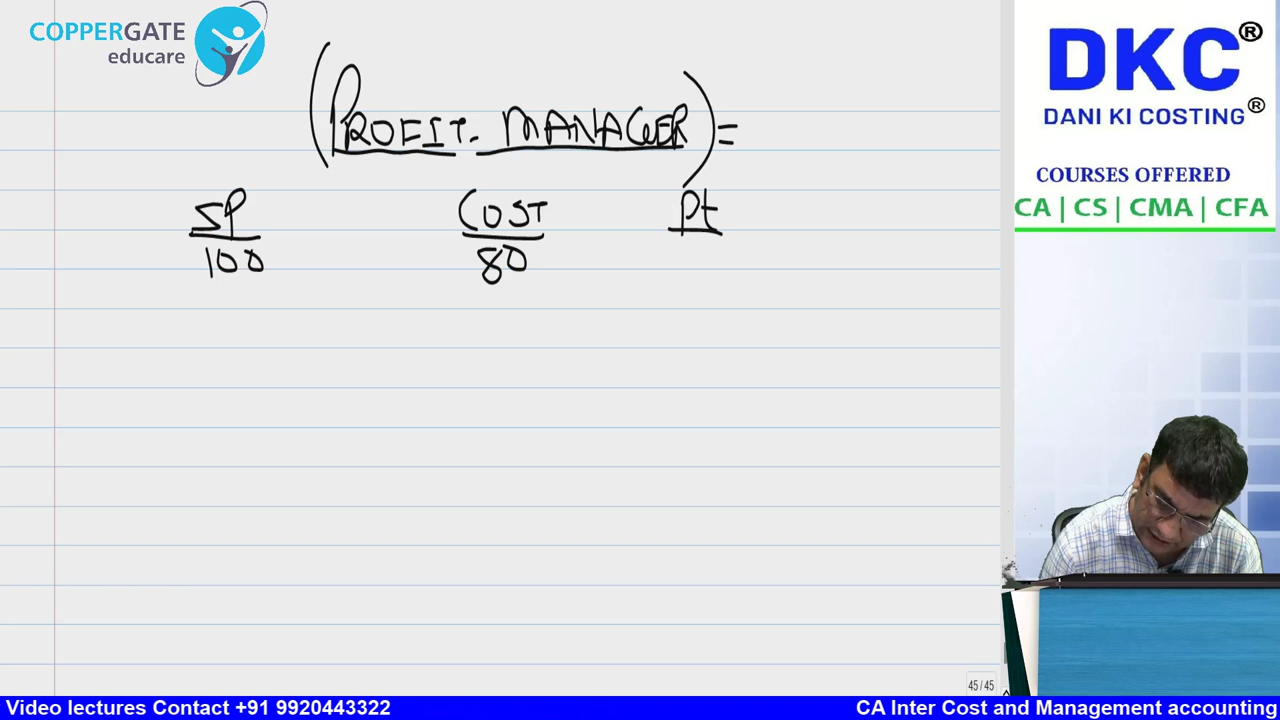 COPPERGATE
educare
(PROFIT. MANAGER) =
SP COST Pt
100 80
DKC®
DANI KI COSTING®
COURSES OFFERED
CA | CS | CMA | CFA
45 / 45
Video lectures Contact +91 9920443322
CA Inter Cost and Management accounting